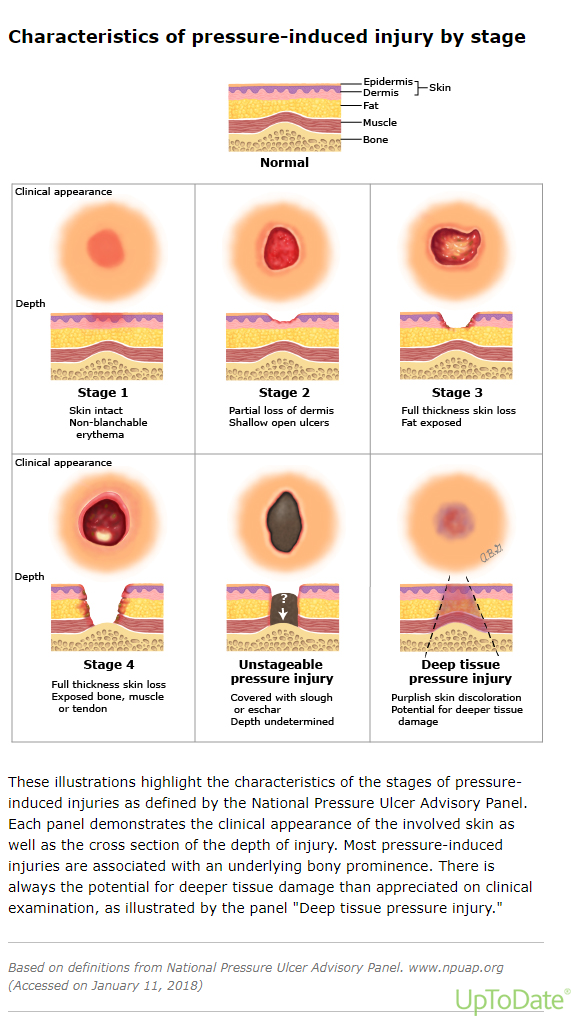 Characteristics of pressure-induced injury by stage
Epidermis
Dermis
Skin
Fat
Muscle
Bone
Normal
Clinical appearance
Depth
Stage 1
Skin intact
Non-blanchable
erythema
Stage 2
Partial loss of dermis
Shallow open ulcers
Stage 3
Full thickness skin loss
Fat exposed
Clinical appearance
Depth
Stage 4
Full thickness skin loss
Exposed bone, muscle
or tendon
?
Unstageable
pressure injury
Covered with slough
or eschar
Depth undetermined
Deep tissue
pressure injury
Purplish skin discoloration
Potential for deeper tissue
damage
These illustrations highlight the characteristics of the stages of pressure-
induced injuries as defined by the National Pressure Ulcer Advisory Panel.
Each panel demonstrates the clinical appearance of the involved skin as
well as the cross section of the depth of injury. Most pressure-induced
injuries are associated with an underlying bony prominence. There is
always the potential for deeper tissue damage than appreciated on clinical
examination, as illustrated by the panel "Deep tissue pressure injury."
Based on definitions from National Pressure Ulcer Advisory Panel. www.npuap.org
(Accessed on January 11, 2018)
UpToDate®